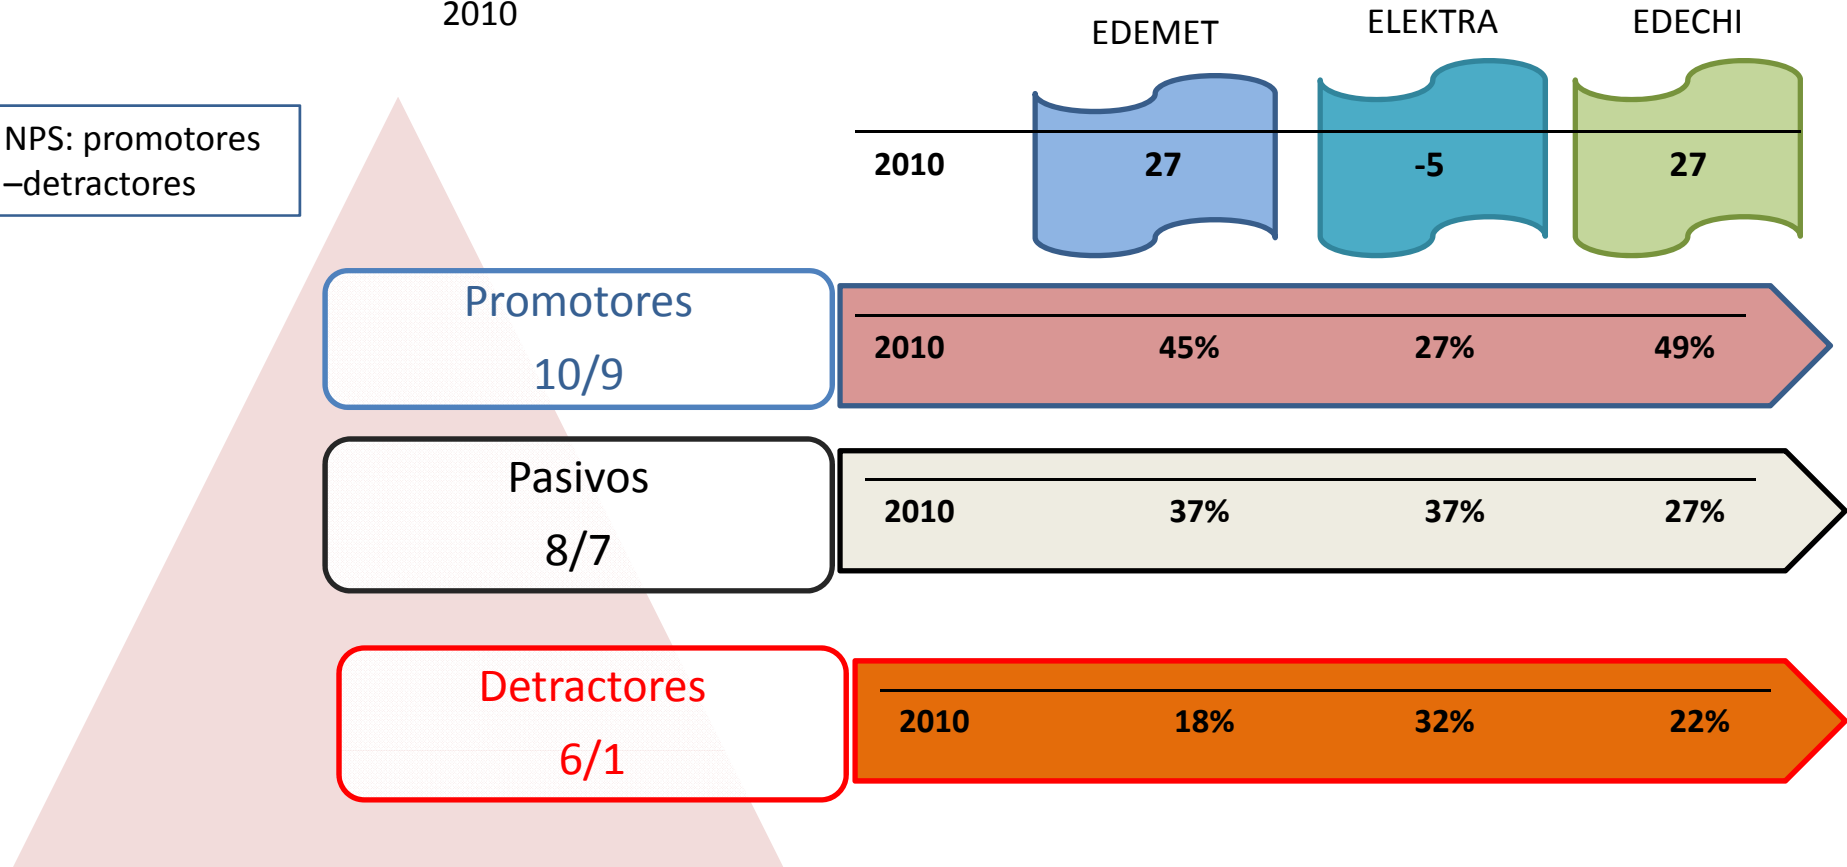 2010
EDEMET ELEKTRA EDECHI
NPS: promotores
–detractores
2010 27 -5 27
Promotores
10/9
2010 45% 27% 49%
Pasivos
8/7
2010 37% 37% 27%
Detractores
6/1
2010 18% 32% 22%